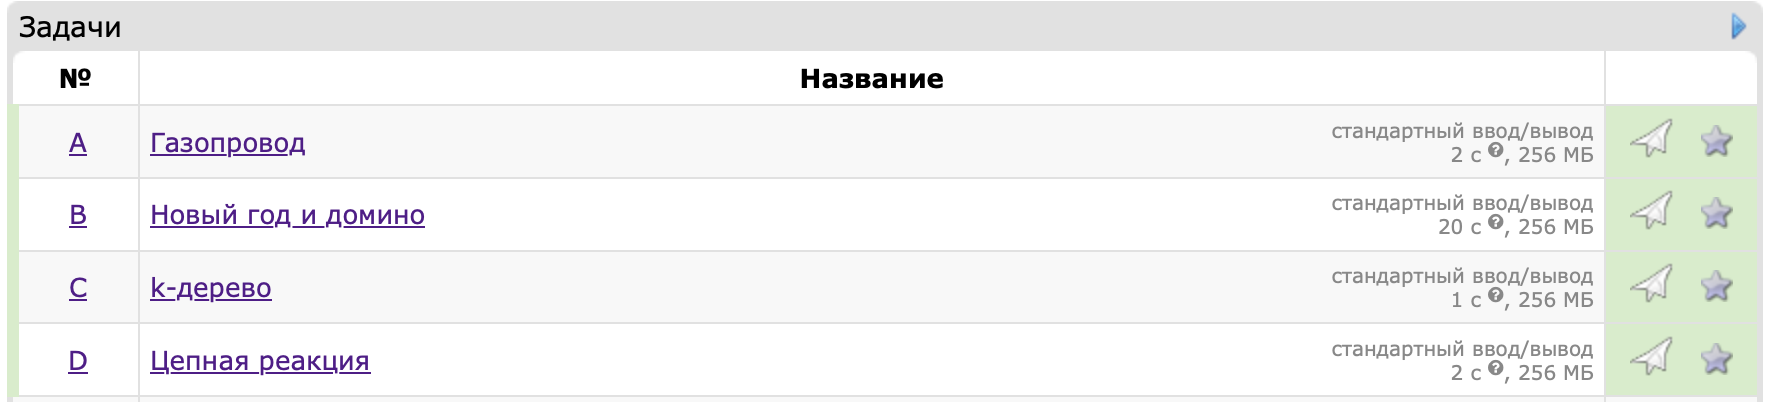 Задачи
№ Название
A Газопровод стандартный ввод/вывод
2 с ?, 256 МБ
B Новый год и домино стандартный ввод/вывод
20 с ?, 256 МБ
C k-дерево стандартный ввод/вывод
1 с ?, 256 МБ
D Цепная реакция стандартный ввод/вывод
2 с ?, 256 МБ